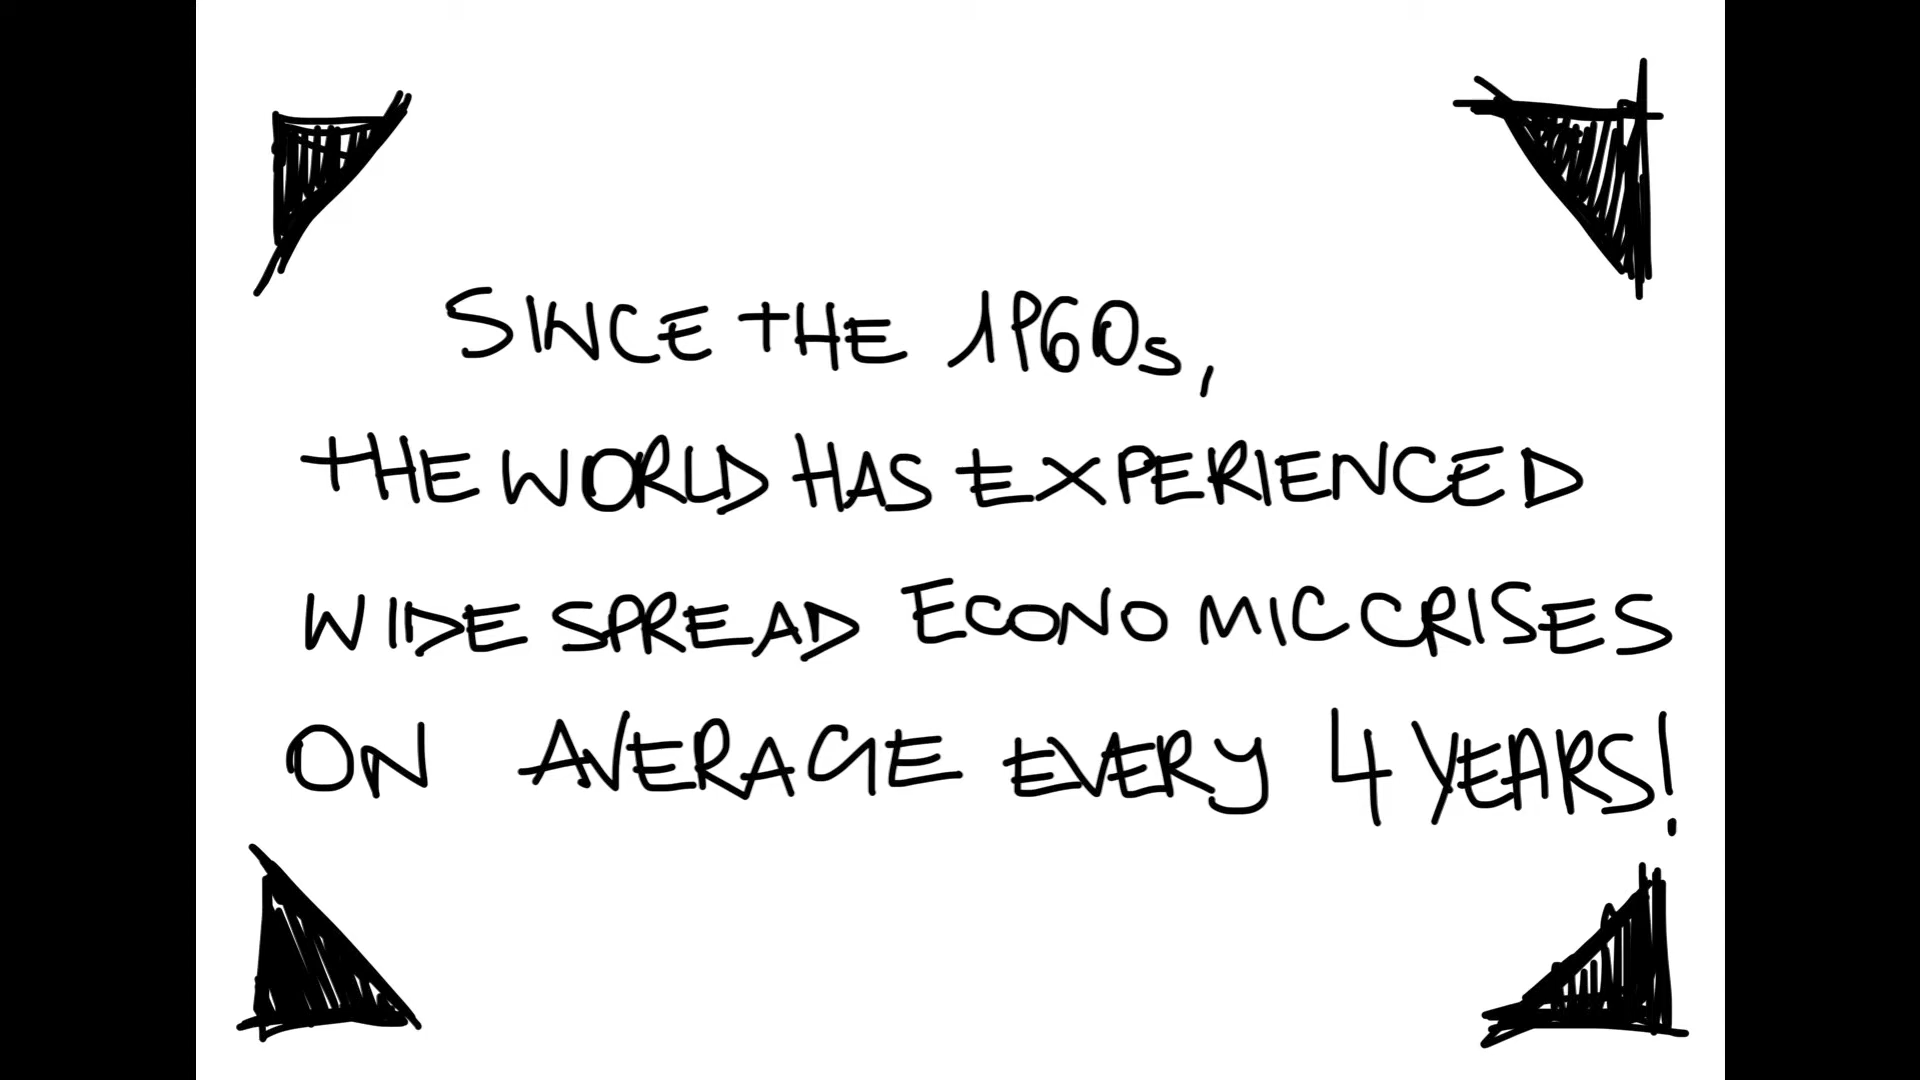 SINCE THE 1960s,
THE WORLD HAS EXPERIENCED
WIDESPREAD ECONOMIC CRISES
ON AVERAGE EVERY 4 YEARS!